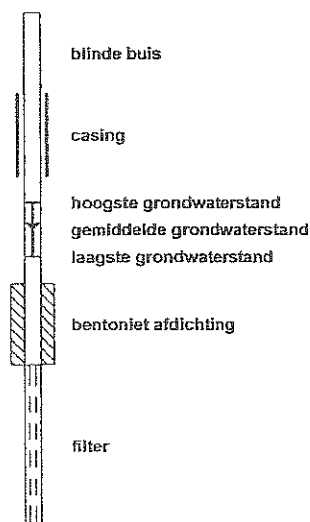 blinde buis
casing
hoogste grondwaterstand
gemiddelde grondwaterstand
laagste grondwaterstand
bentoniet afdichting
filter